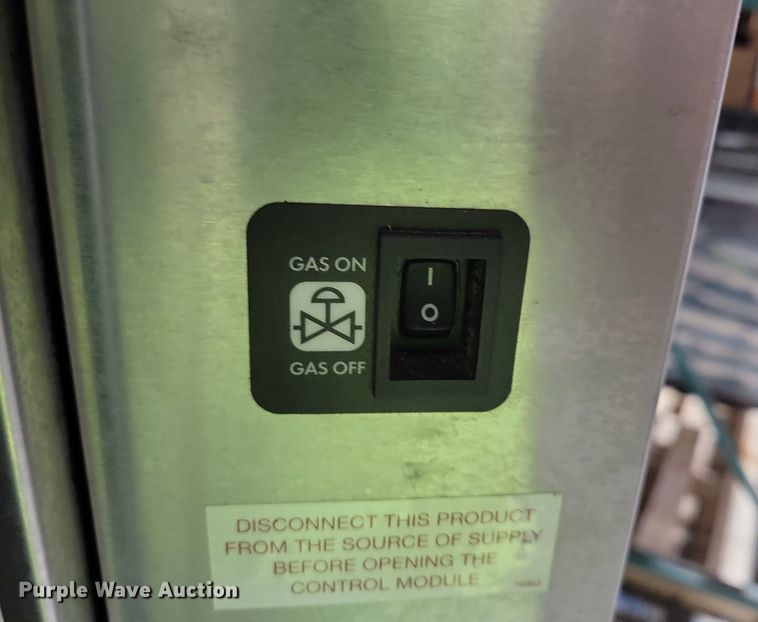 GAS ON
I
O
GAS OFF
DISCONNECT THIS PRODUCT
FROM THE SOURCE OF SUPPLY
BEFORE OPENING THE
CONTROL MODULE
Purple Wave Auction